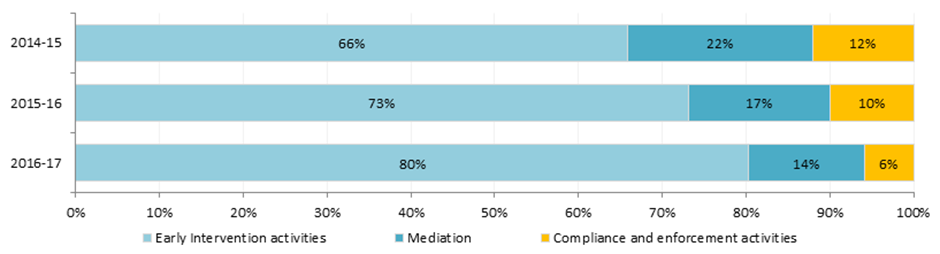 2014-15 66% 22% 12%
2015-16 73% 17% 10%
2016-17 80% 14% 6%
0% 10% 20% 30% 40% 50% 60% 70% 80% 90% 100%
Early Intervention activities Mediation Compliance and enforcement activities